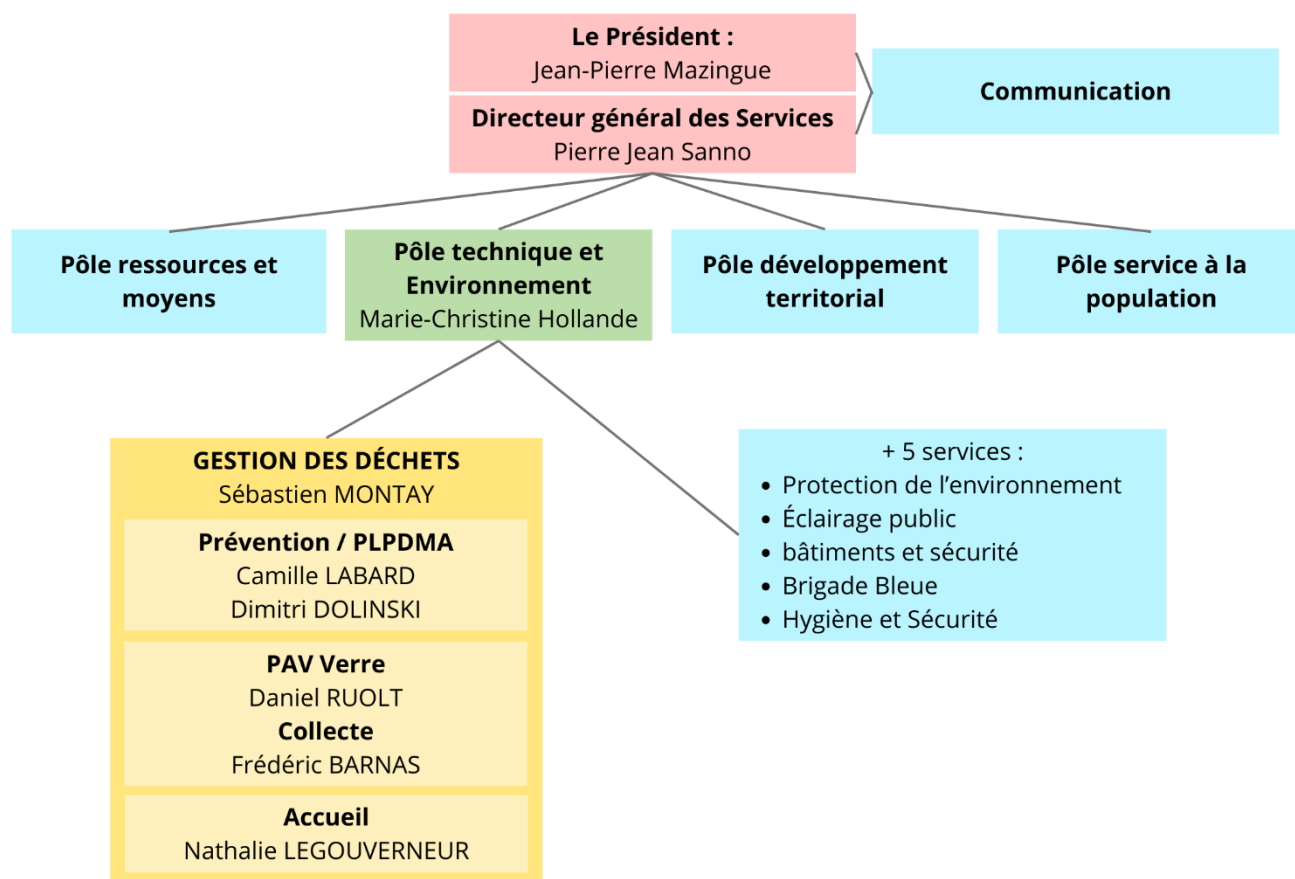 Le Président :
Jean-Pierre Mazingue
Communication
Directeur général des Services
Pierre Jean Sanno
Pôle ressources et
moyens
Pôle technique et
Environnement
Marie-Christine Hollande
Pôle développement
territorial
Pôle service à la
population
GESTION DES DÉCHETS
Sébastien MONTAY
Prévention / PLPDMA
Camille LABARD
Dimitri DOLINSKI
PAV Verre
Daniel RUOLT
Collecte
Frédéric BARNAS
Accueil
Nathalie LEGOUVERNEUR
+ 5 services :
• Protection de l’environnement
• Éclairage public
• bâtiments et sécurité
• Brigade Bleue
• Hygiène et Sécurité